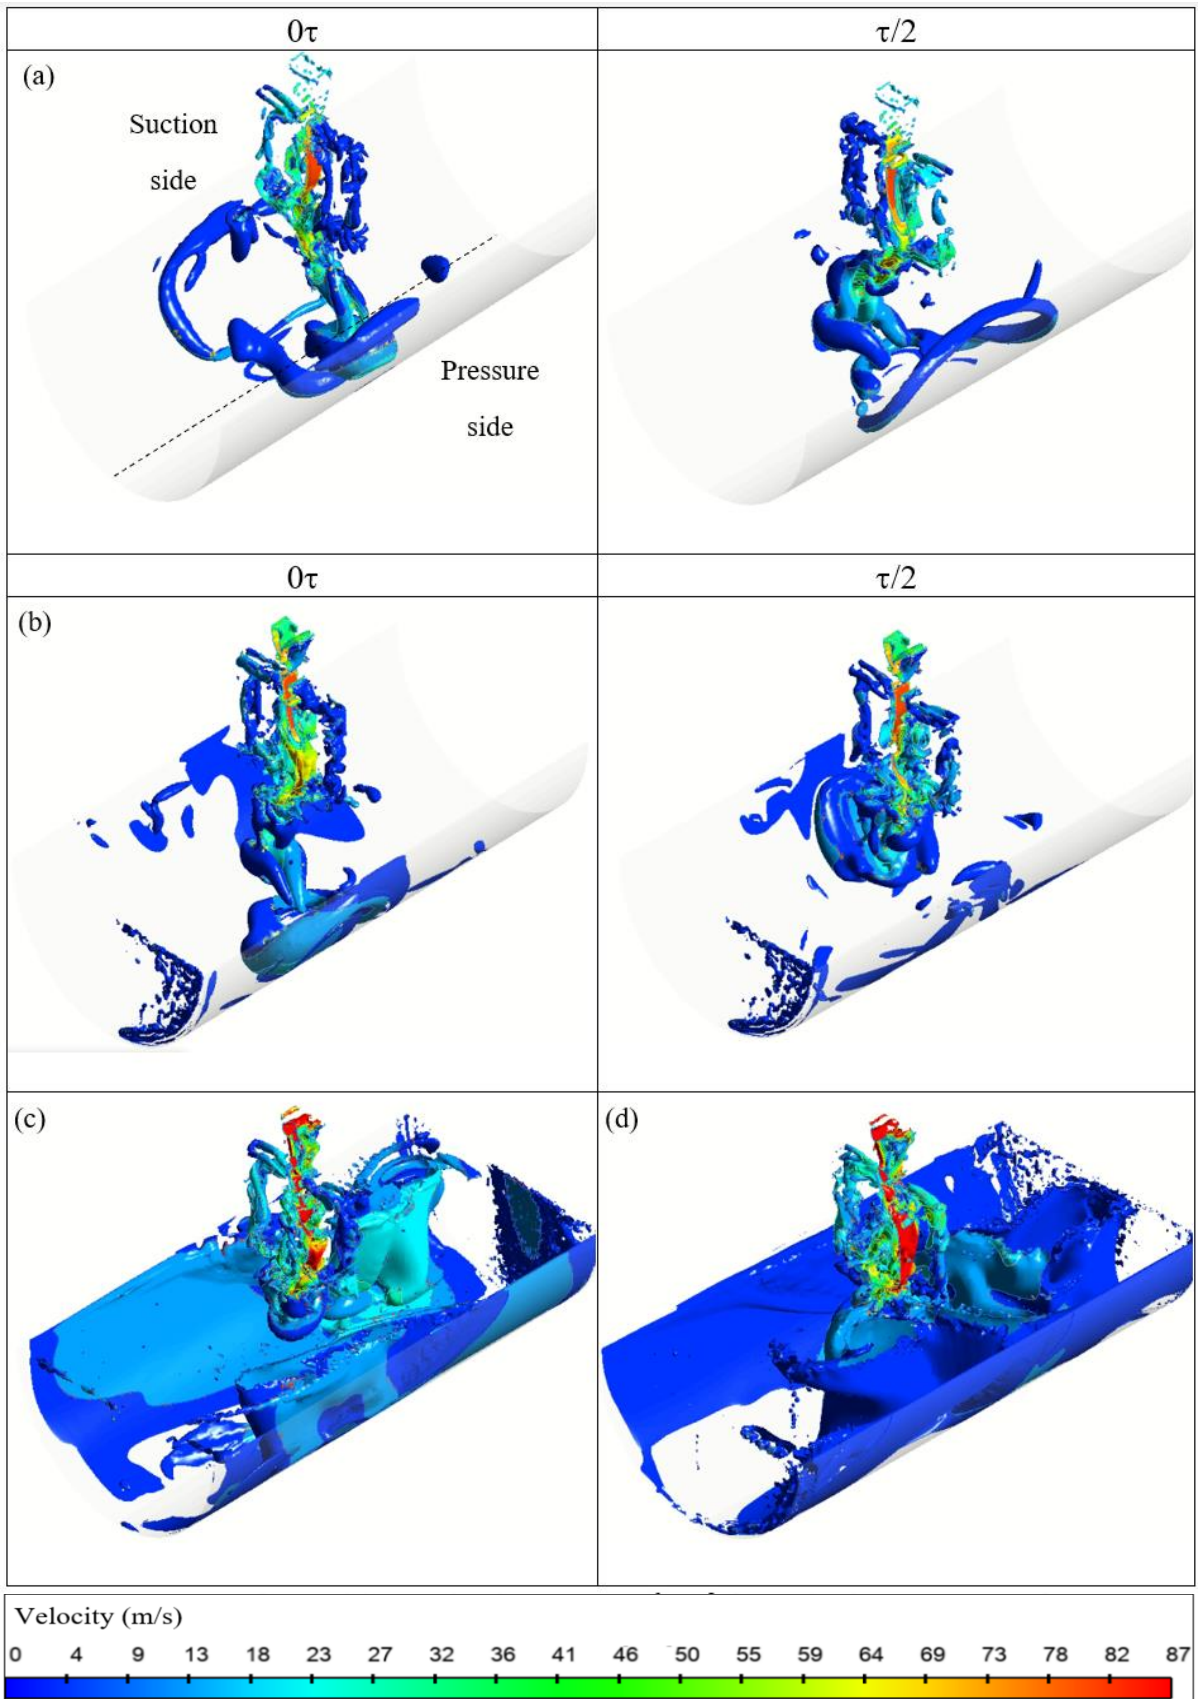 0τ τ/2
(a)
Suction
side
Pressure
side
0τ τ/2
(b)
(c) (d)
Velocity (m/s)
0 4 9 13 18 23 27 32 36 41 46 50 55 59 64 69 73 78 82 87